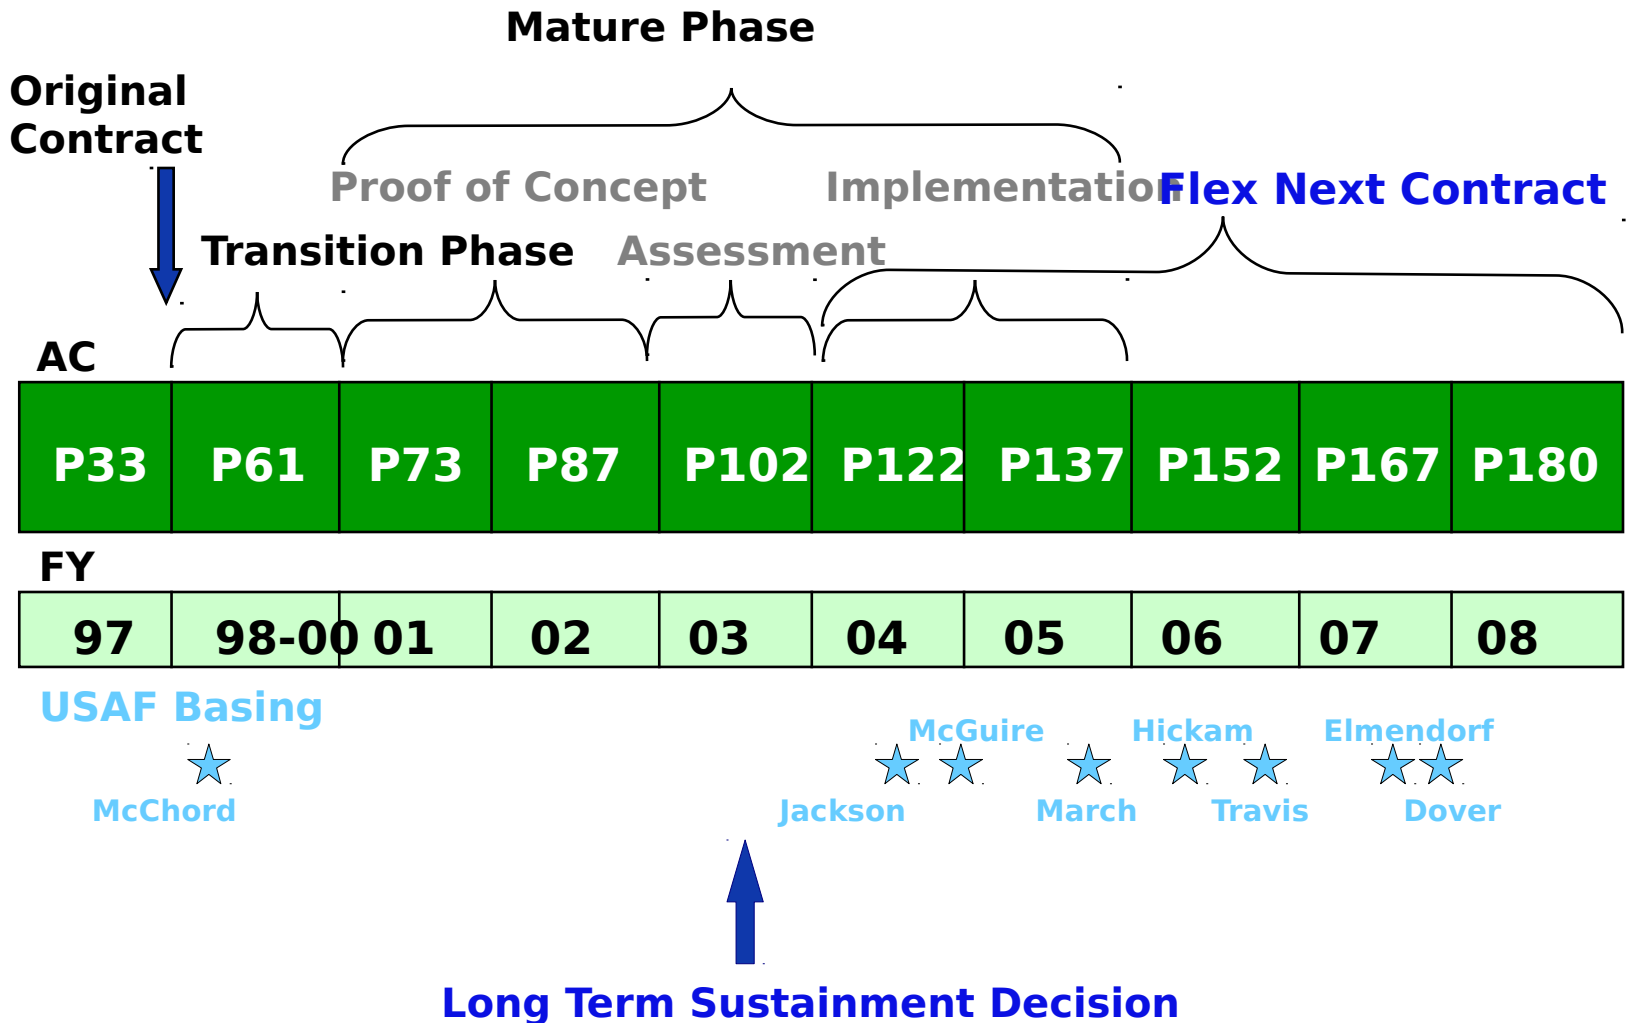 Mature Phase
Original
Contract
Proof of Concept
Implementation
Flex Next Contract
Transition Phase
Assessment
AC
P33 P61 P73 P87 P102 P122 P137 P152 P167 P180
FY
97 98-00 01 02 03 04 05 06 07 08
USAF Basing
McGuire Hickam Elmendorf
McChord Jackson March Travis Dover
Long Term Sustainment Decision